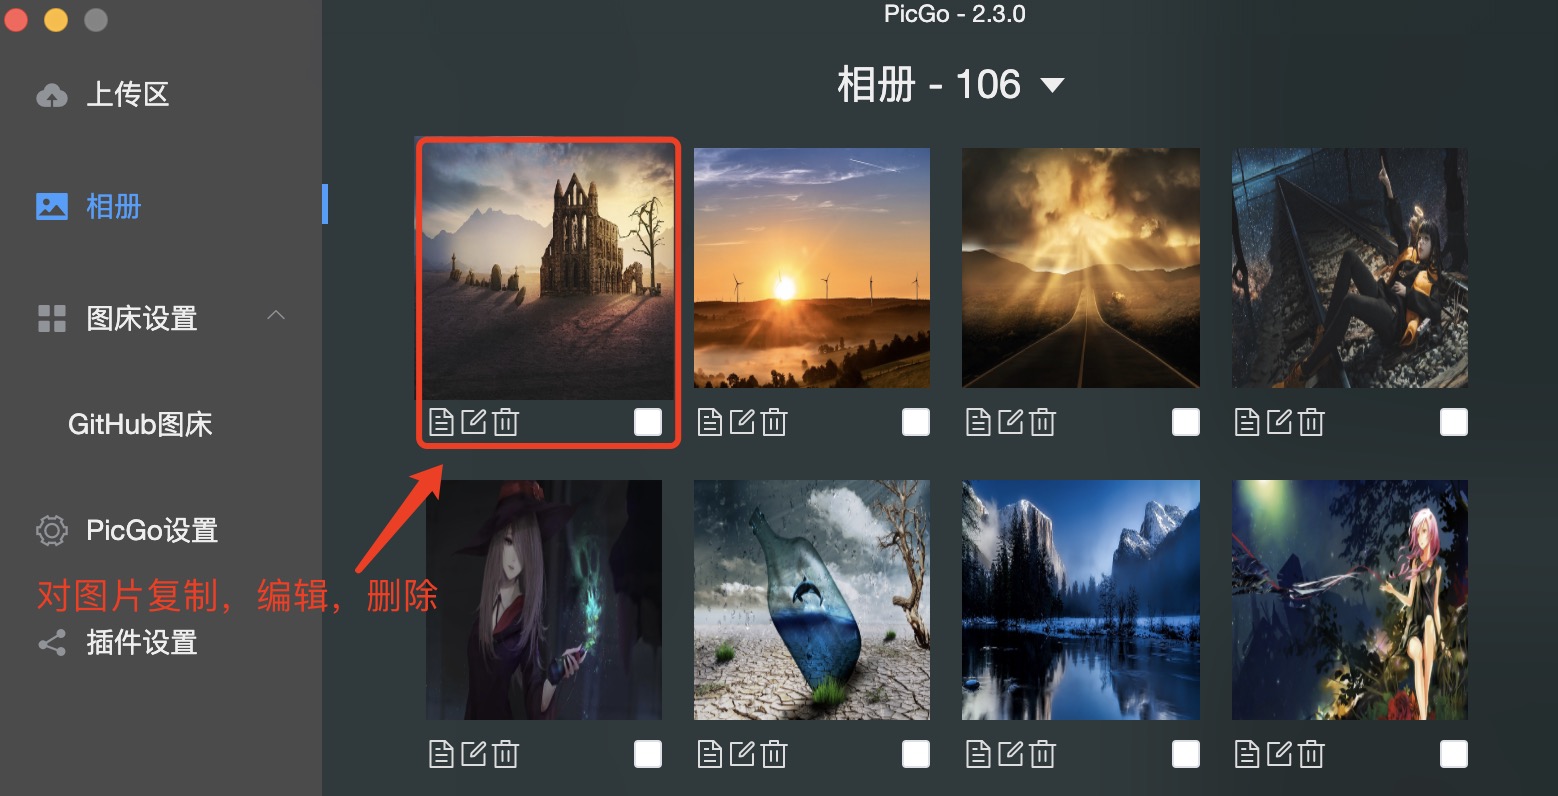 PicGo - 2.3.0
上传区
相册 - 106
相册
图床设置
GitHub图床
PicGo设置
对图片复制，编辑，删除
插件设置